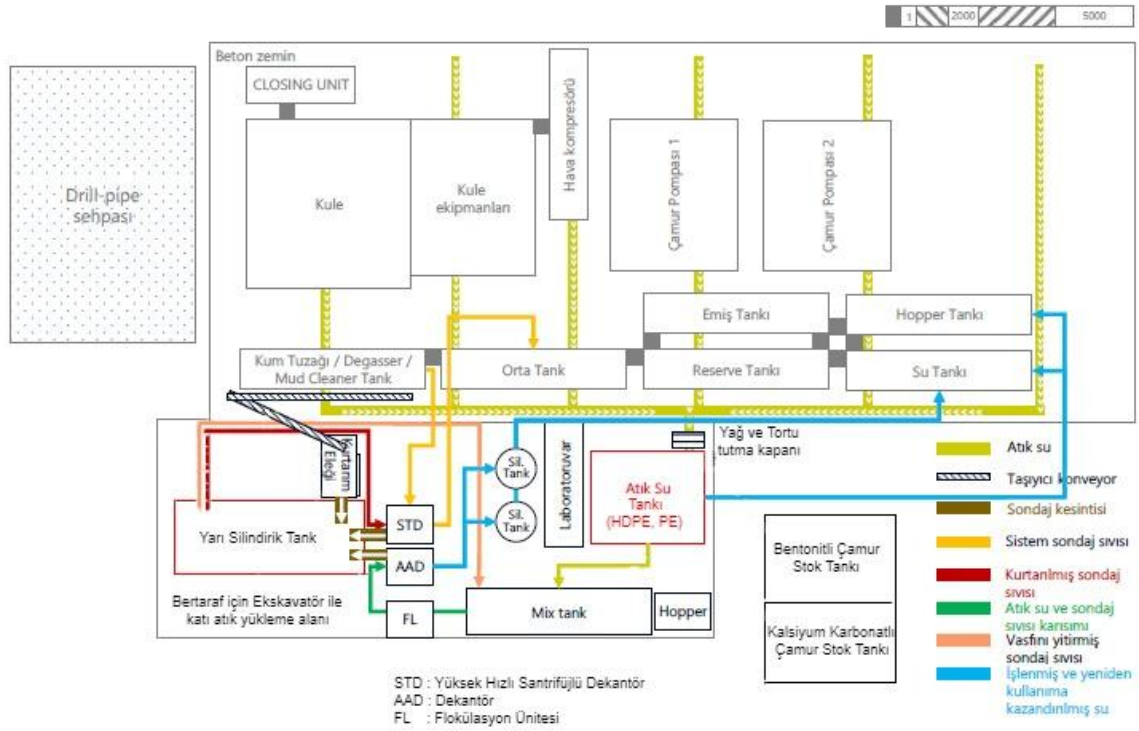 1 2000 5000
Beton zemin
CLOSING UNIT
Drill-pipe
sehpası
Kule
Kule
ekipmanları
Hava kompresörü
Çamur Pompası 1
Çamur Pompası 2
Emiş Tankı
Hopper Tankı
Kum Tuzağı / Degasser /
Mud Cleaner Tank
Orta Tank
Reserve Tankı
Su Tankı
Kurtarım
Eleği
Sil.
Tank
Sil.
Tank
Laboratoruvar
Yağ ve Tortu
tutma kapanı
Atık Su
Tankı
(HDPE, PE)
Yarı Silindirik Tank
STD
AAD
FL
Bertaraf için Ekskavatör ile
katı atık yükleme alanı
Mix tank
Hopper
Bentonitli Çamur
Stok Tankı
Kalsiyum Karbonatlı
Çamur Stok Tankı
Atık su
Taşıyıcı konveyor
Sondaj kesintisi
Sistem sondaj sıvısı
Kurtarılmış sondaj
sıvısı
Atık su ve sondaj
sıvısı karışımı
Vasfını yitirmiş
sondaj sıvısı
İşlenmiş ve yeniden
kullanıma
kazandırılmış su
STD : Yüksek Hızlı Santrifüjlü Dekantör
AAD : Dekantör
FL : Flokülasyon Ünitesi